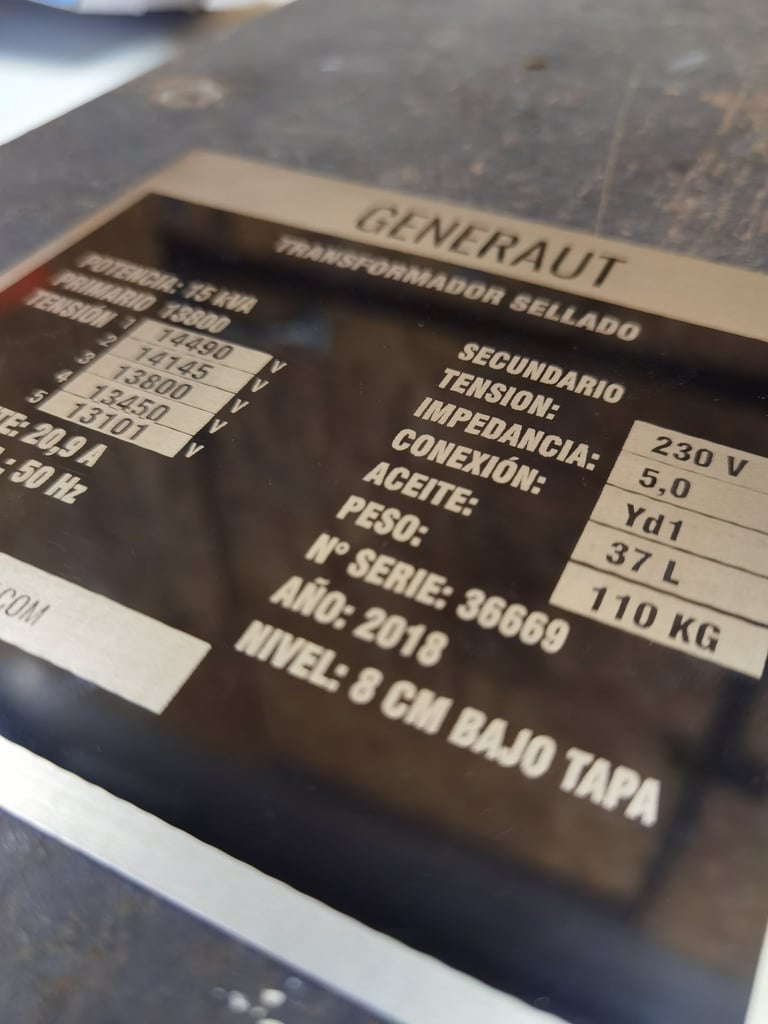 GENERAUT
TRANSFORMADOR SELLADO
POTENCIA: 15 kVA
PRIMARIO 13800
TENSIÓN 1 14490 V
2 14145 V
3 13800 V
4 13450 V
5 13101 V
TE: 20,9 A
.: 50 Hz
.COM
SECUNDARIO
TENSION: 230 V
IMPEDANCIA: 5,0
CONEXIÓN: Yd1
ACEITE: 37 L
PESO: 110 KG
Nº SERIE: 36669
AÑO: 2018
NIVEL: 8 CM BAJO TAPA